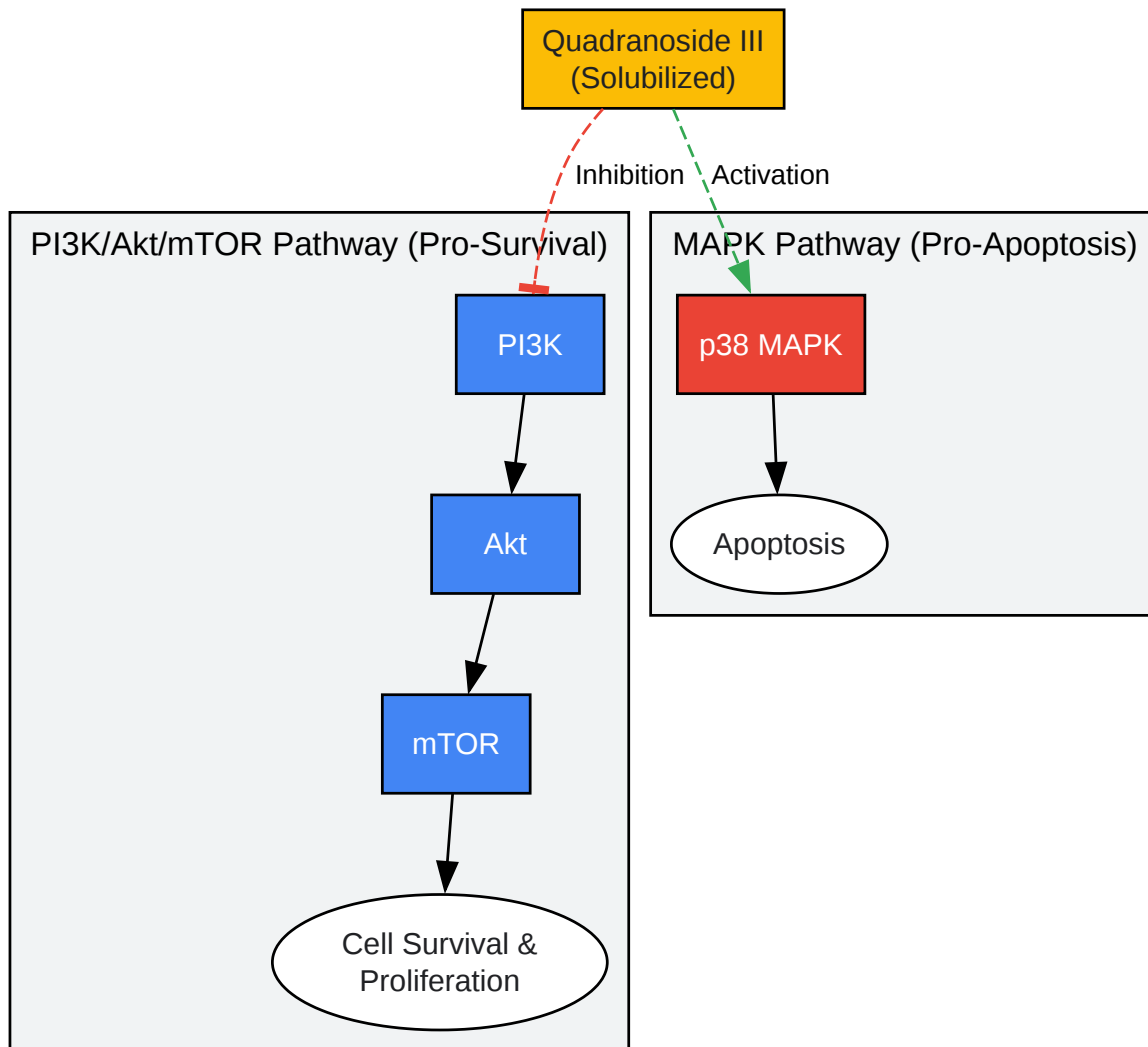 Quadranoside III
(Solubilized)
Inhibition
Activation
PI3K/Akt/mTOR Pathway (Pro-Survival)
MAPK Pathway (Pro-Apoptosis)
PI3K
p38 MAPK
Akt
Apoptosis
mTOR
Cell Survival &
Proliferation